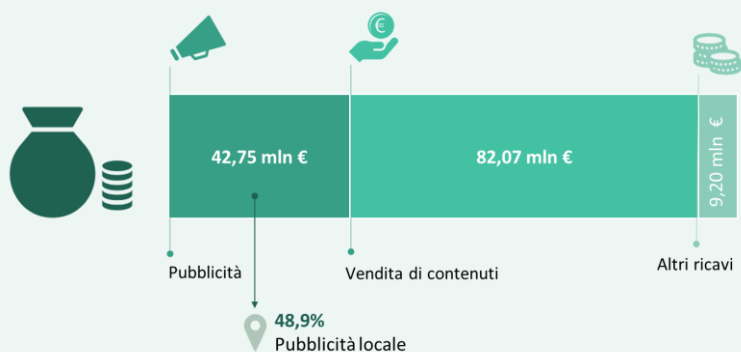 €
42,75 mln €
82,07 mln €
9,20 mln €
Pubblicità
Vendita di contenuti
Altri ricavi
48,9%
Pubblicità locale